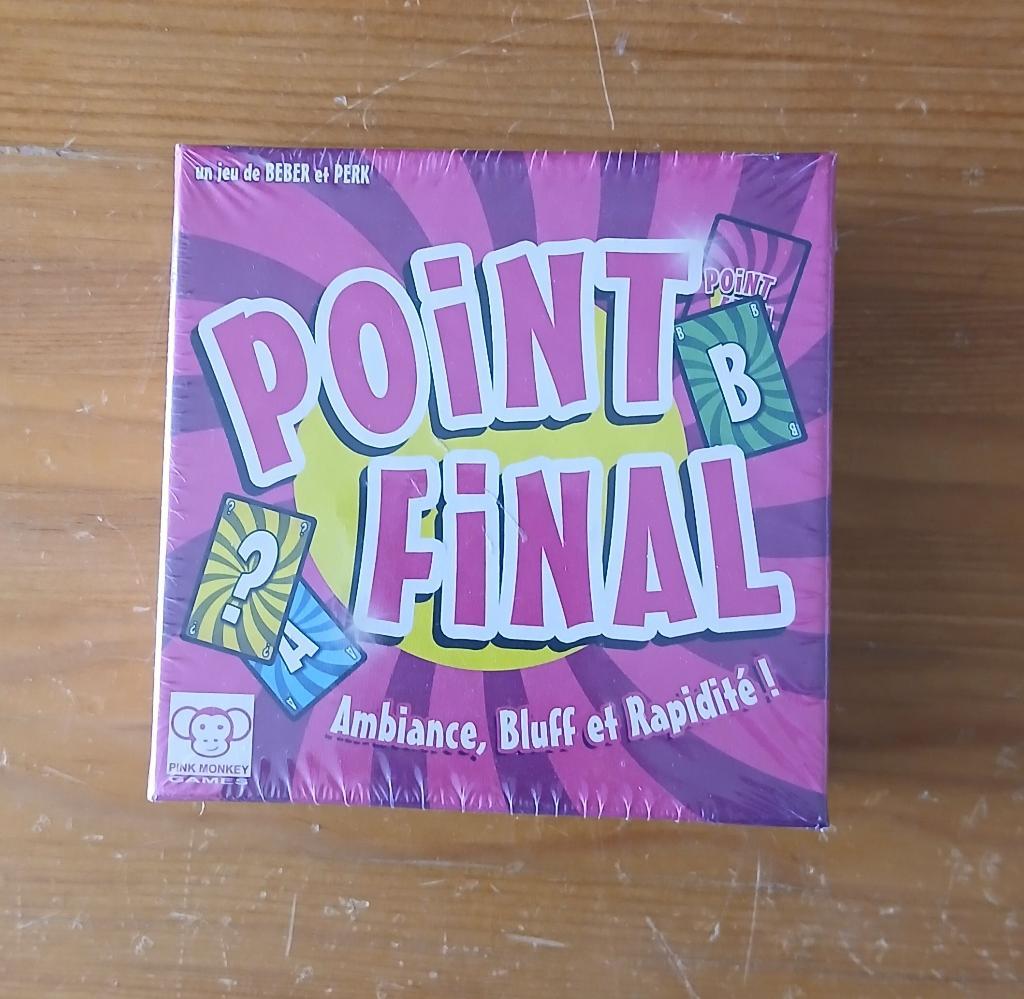 un jeu de BEBER et PERK
POiNT
FiNAL
POiNT
B
B
B
B
?
?
?
?
?
A
A
A
Ambiance, Bluff et Rapidité !
PINK MONKEY
GAMES